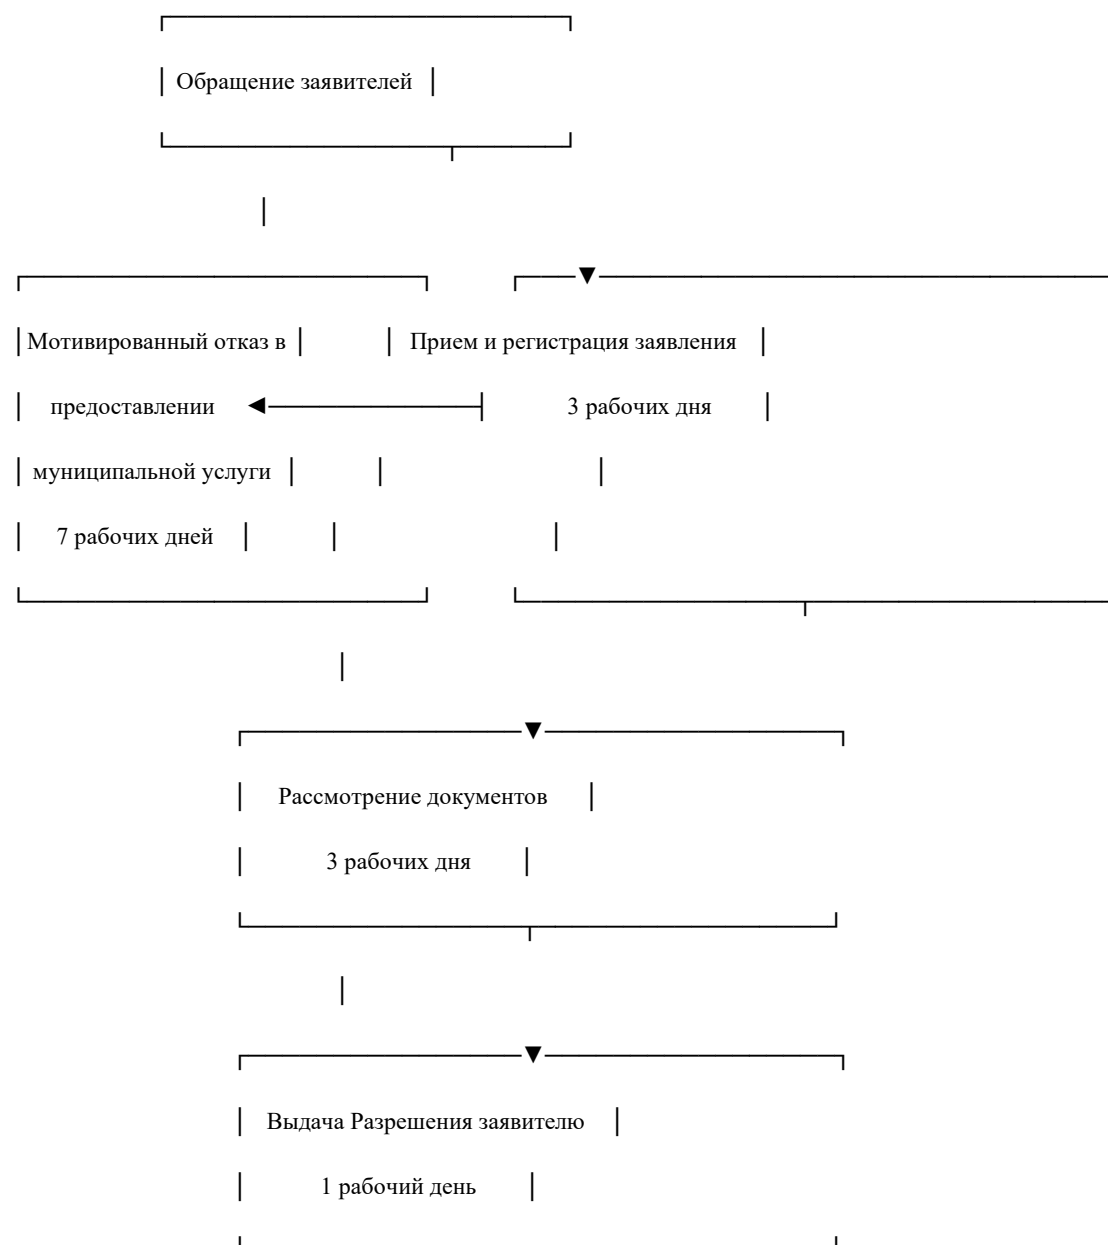 Обращение заявителей
Мотивированный отказ в
Прием и регистрация заявления
предоставлении
3 рабочих дня
муниципальной услуги
7 рабочих дней
Рассмотрение документов
3 рабочих дня
Выдача Разрешения заявителю
1 рабочий день